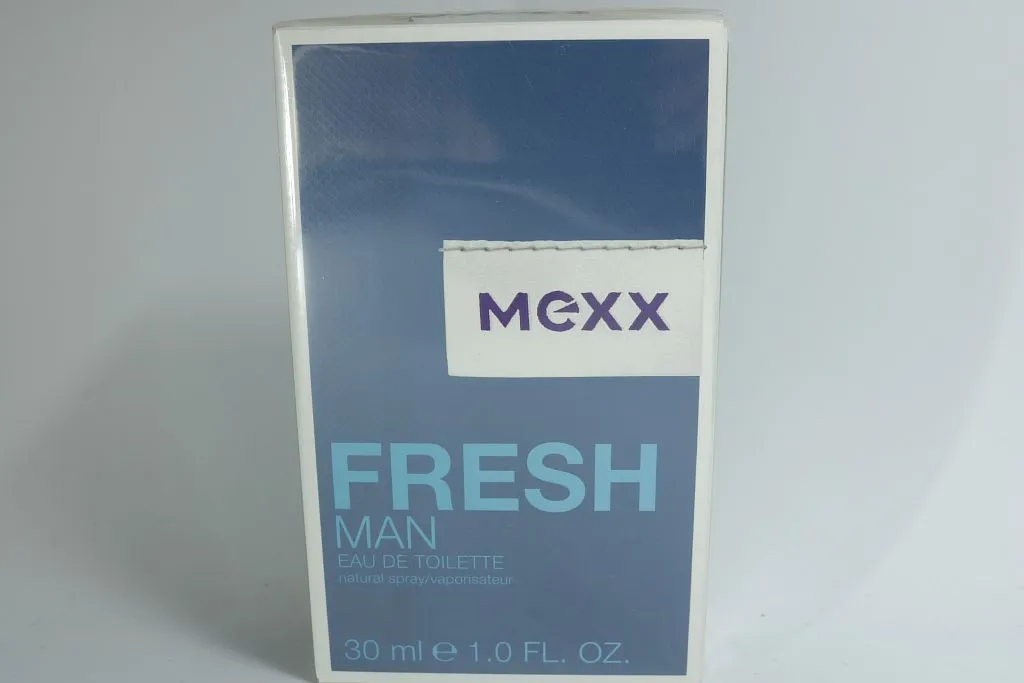 MEXX
FRESH
MAN
EAU DE TOILETTE
natural spray/vaporisateur
30 ml ℮ 1.0 FL. OZ.